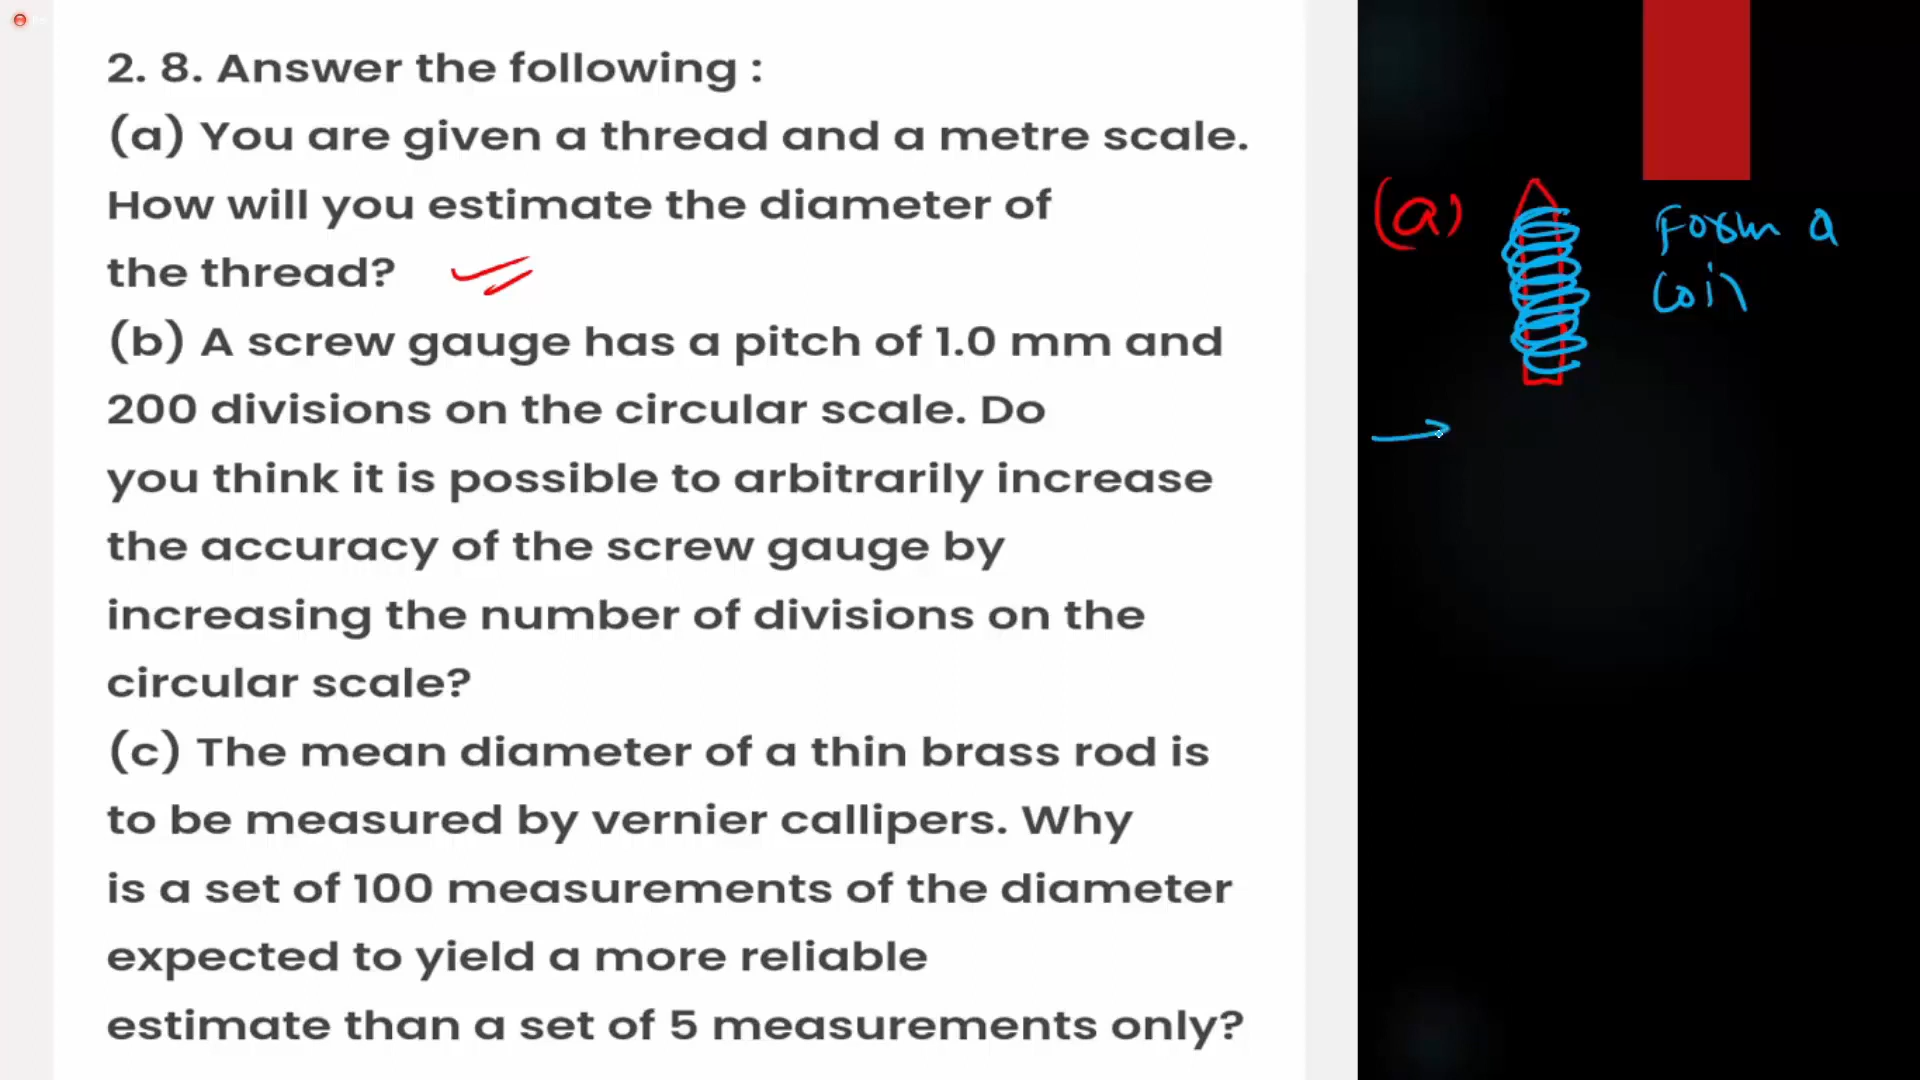 2. 8. Answer the following :
(a) You are given a thread and a metre scale.
How will you estimate the diameter of
the thread?
(b) A screw gauge has a pitch of 1.0 mm and
200 divisions on the circular scale. Do
you think it is possible to arbitrarily increase
the accuracy of the screw gauge by
increasing the number of divisions on the
circular scale?
(c) The mean diameter of a thin brass rod is
to be measured by vernier callipers. Why
is a set of 100 measurements of the diameter
expected to yield a more reliable
estimate than a set of 5 measurements only?
(a)
Form a
coil